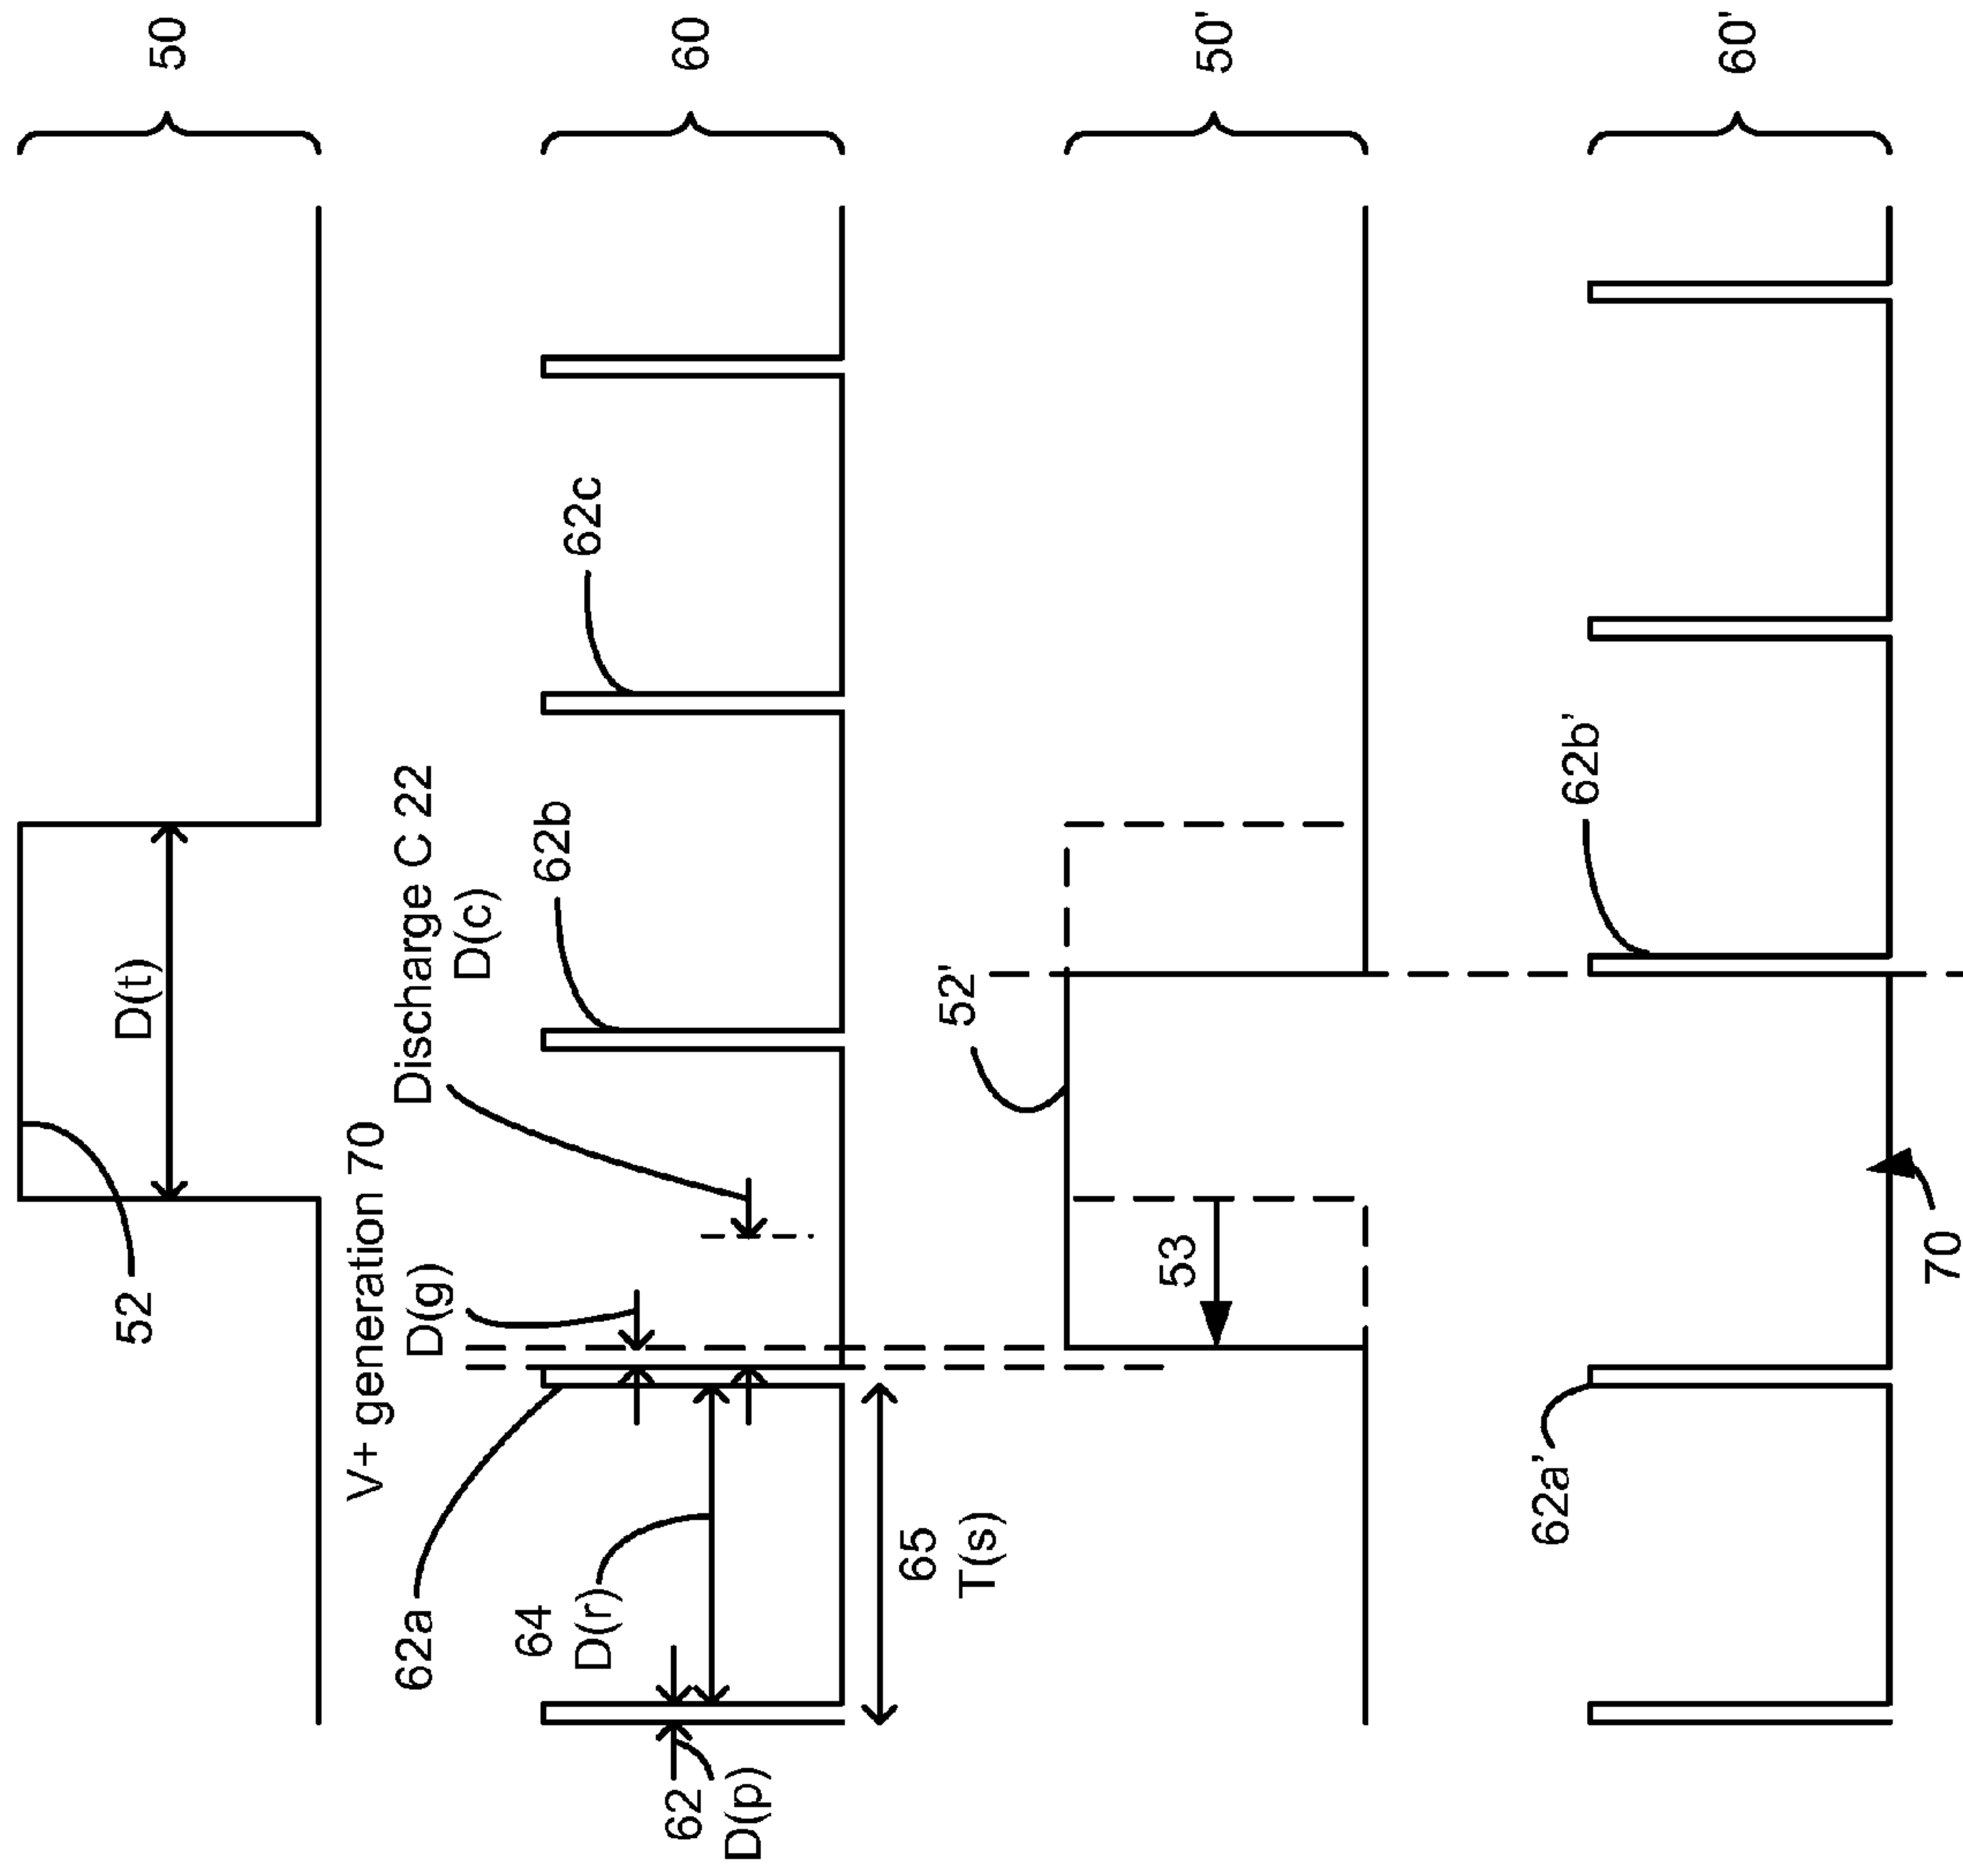 50
D(t)
52
V+ generation 70
D(g)
Discharge C 22
D(c)
60
62a
62b
62c
64
D(r)
62
D(p)
65
T(s)
50'
52'
53
60'
62a’
62b’
70